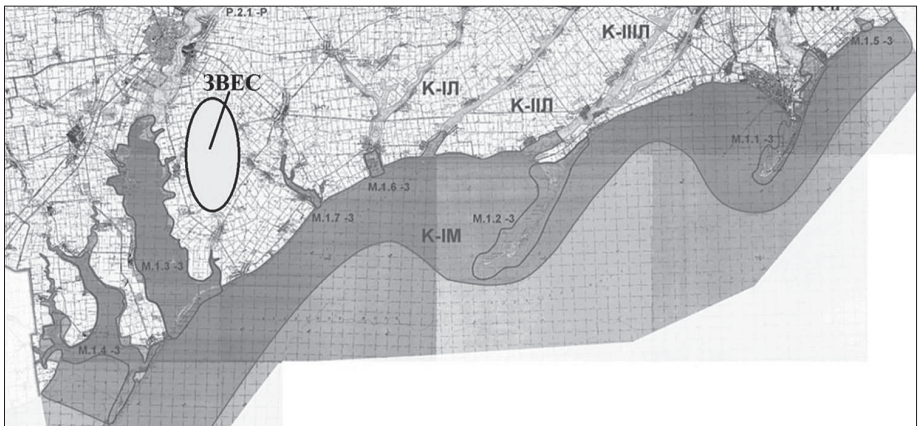 Р.2.1 -Р
ЗВЕС
К-ІЛ
К-ІІЛ
К-ІІІЛ
М.1.5 -3
М.1.1 -3
М.1.6 -3
М.1.7 -3
М.1.2 -3
К-ІМ
М.1.3 -3
М.1.4 -3